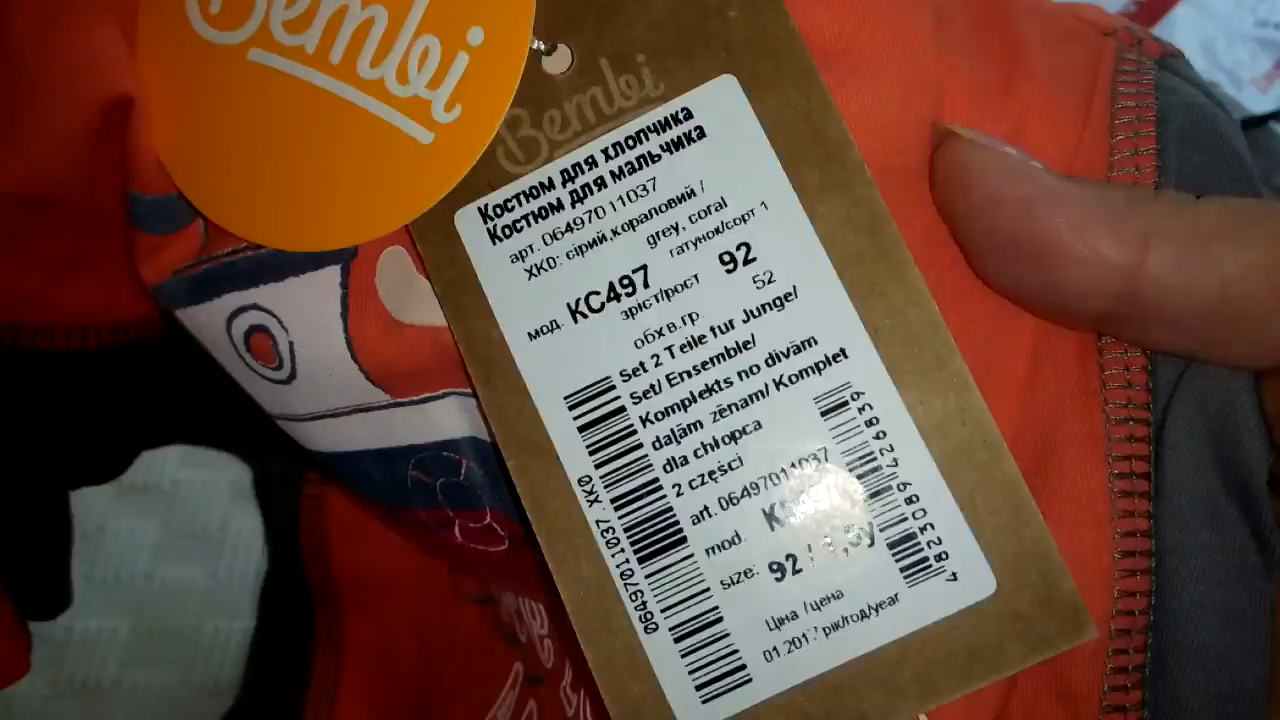 Bembi
Bembi
Костюм для хлопчика
Костюм для мальчика
арт. 06497011037
ХК0: сірий,кораловий /
grey, coral
гатунок/сорт 1
мод. КС497
зріст/рост 92
обхв.гр. 52
Set 2 Teile fur Junge/
Set/ Ensemble/
Komplekts no divām
daļām zēnam/ Komplet
dla chłopca
2 części
art. 06497011037
mod.
size: 92 /
Ціна /цена
рік/год/year
06497011037.XK0
4823089426839